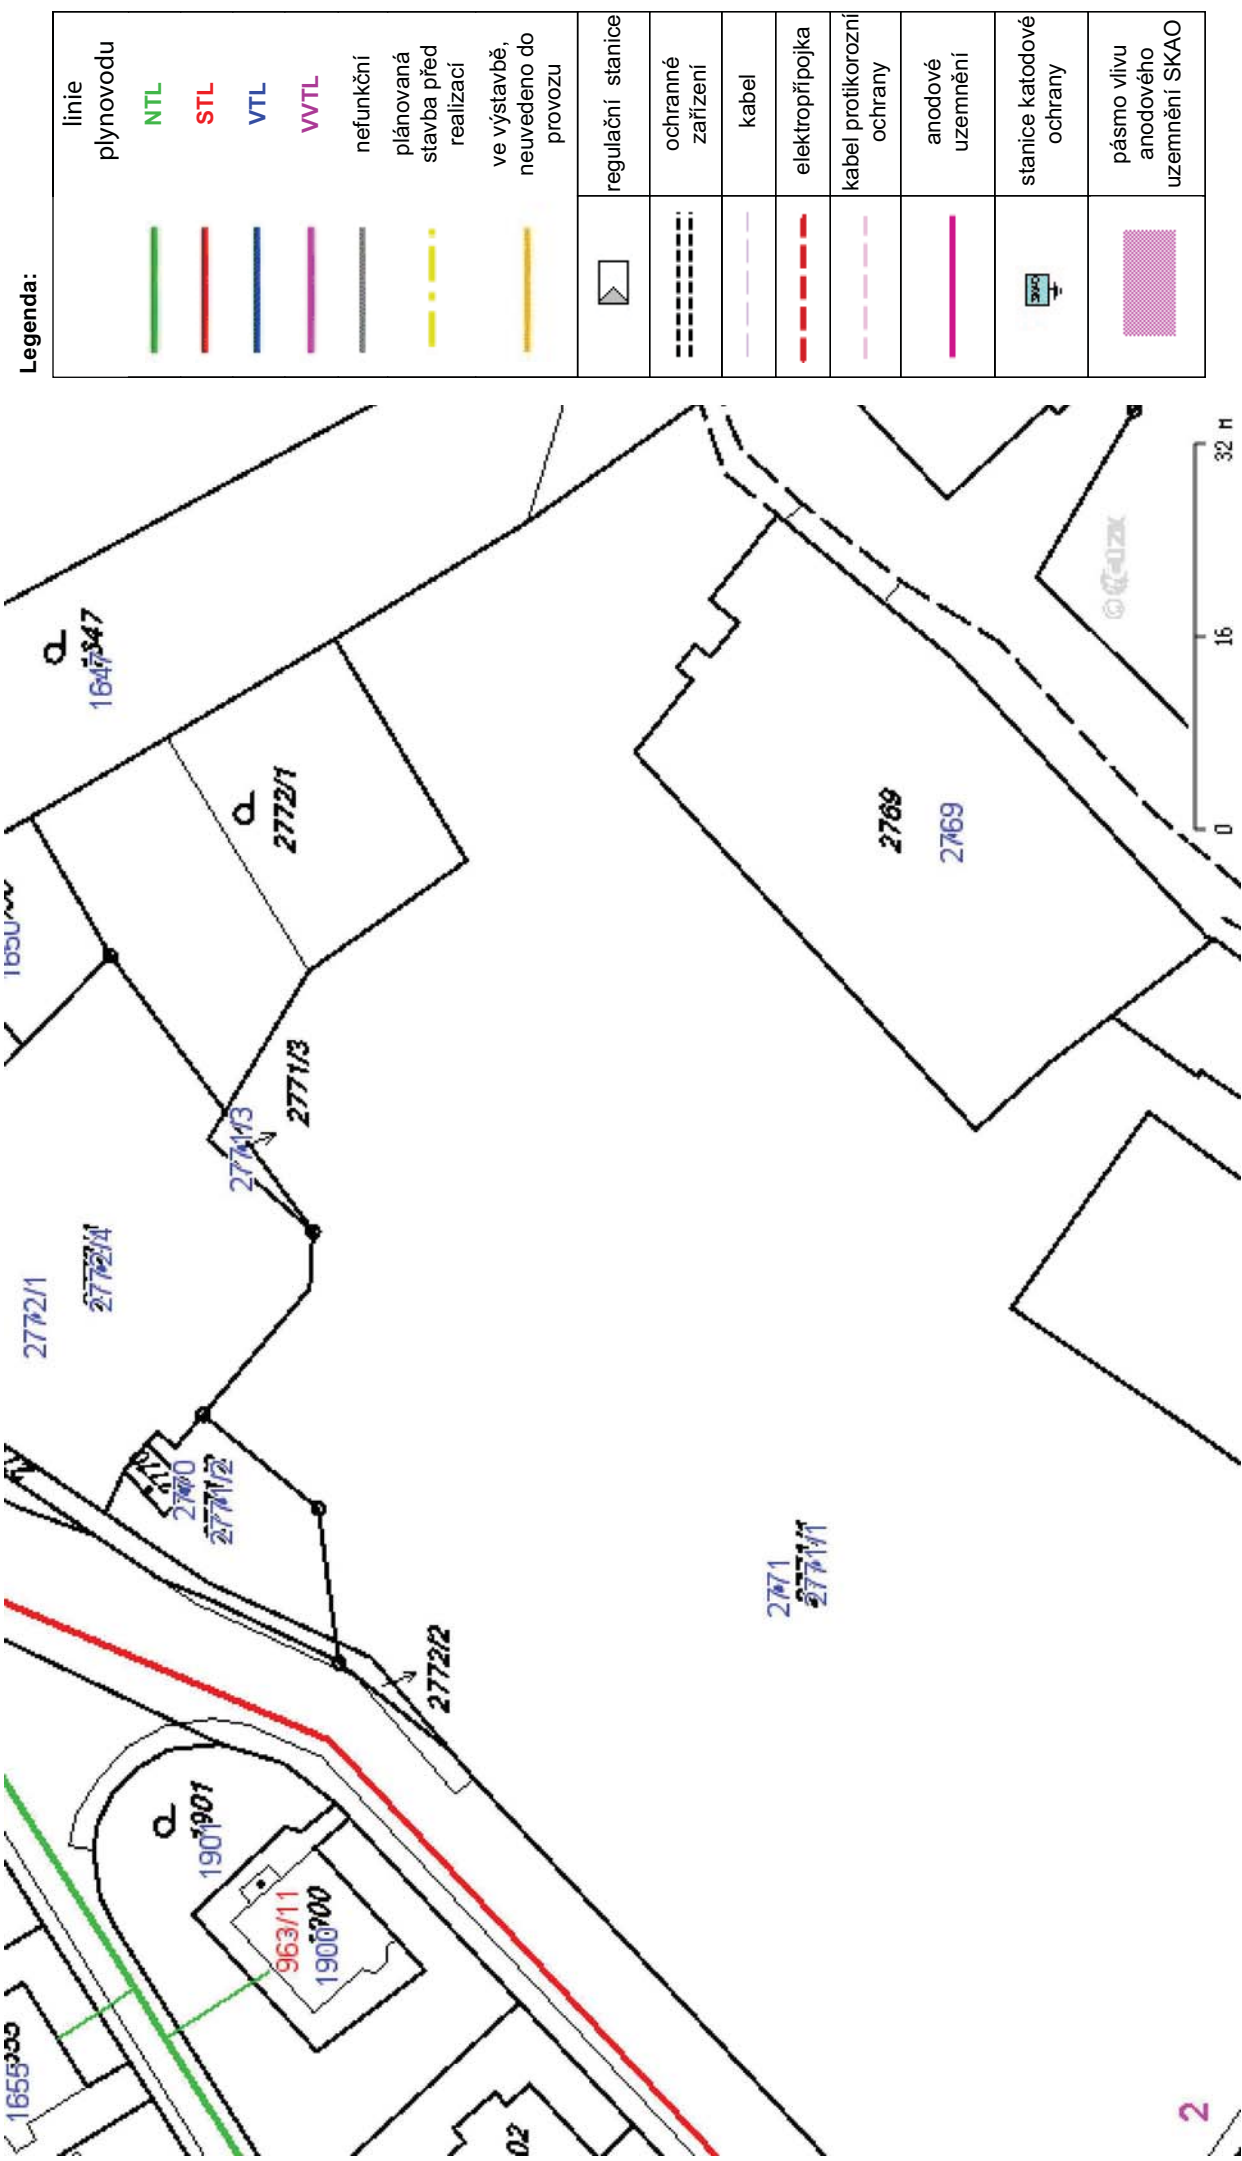 Legenda:
linie
plynovodu
NTL
STL
VTL
VVTL
nefunkční
plánovaná
stavba před
realizací
ve výstavbě,
neuvedeno do
provozu
regulační stanice
ochranné
zařízení
kabel
elektropřípojka
kabel protikorozní
ochrany
anodové
uzemnění
stanice katodové
ochrany
pásmo vlivu
anodového
uzemnění SKAO
1647
2772/1
2771/3
2771/3
2772/1
2772/4
2770
2771/2
2772/2
1901
1901
963/11
1900
1655
02
2769
2769
2771
2771/1
0
16
32 M
2